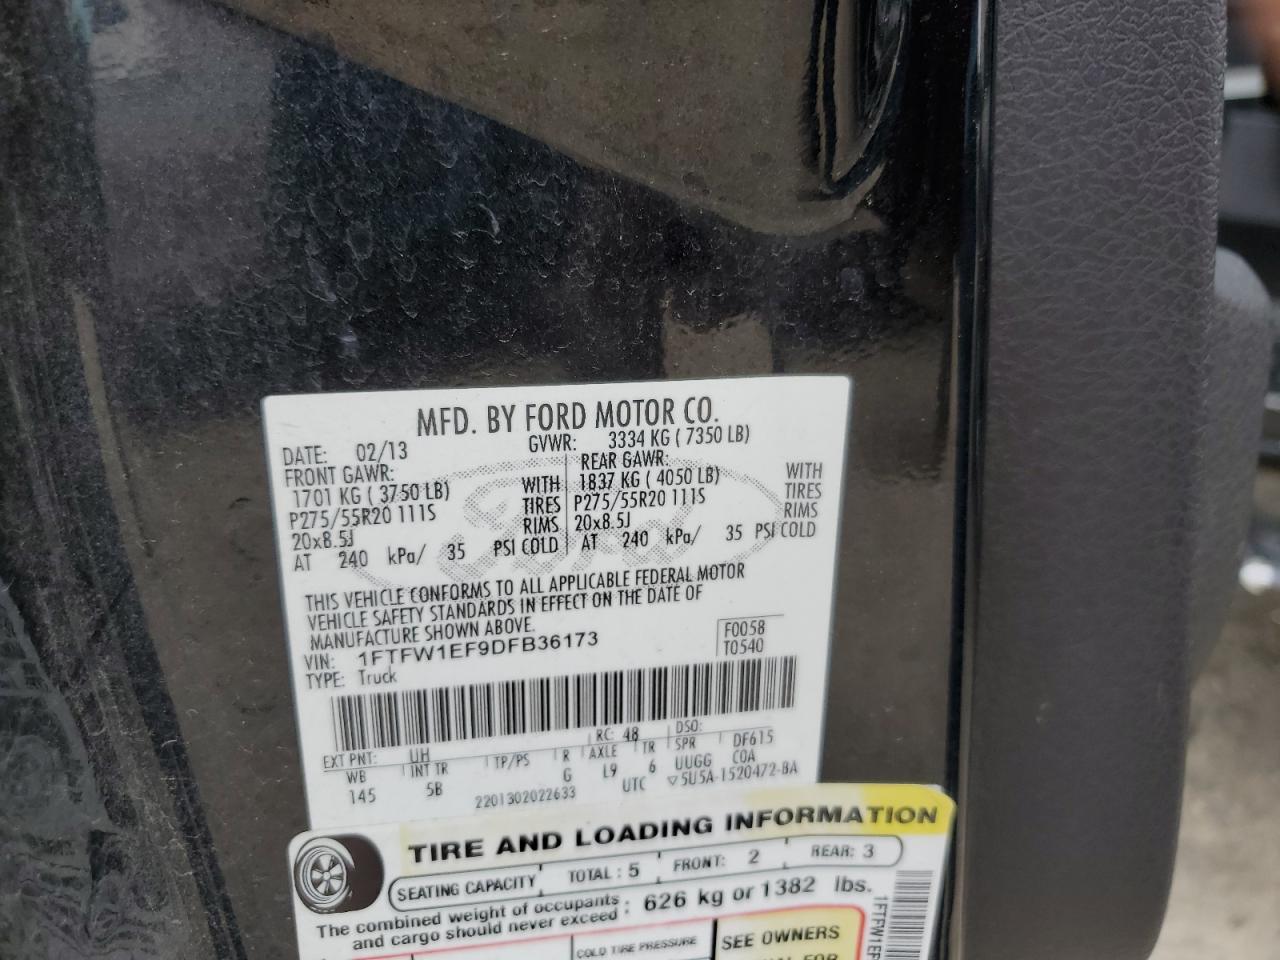 MFD. BY FORD MOTOR CO.
DATE: 02/13 GVWR: 3334 KG ( 7350 LB)
FRONT GAWR: REAR GAWR:
1701 KG ( 3750 LB) WITH 1837 KG ( 4050 LB) WITH
P275/55R20 111S TIRES P275/55R20 111S TIRES
20x8.5J RIMS 20x8.5J RIMS
AT 240 kPa/ 35 PSI COLD AT 240 kPa/ 35 PSI COLD
THIS VEHICLE CONFORMS TO ALL APPLICABLE FEDERAL MOTOR
VEHICLE SAFETY STANDARDS IN EFFECT ON THE DATE OF
MANUFACTURE SHOWN ABOVE.
VIN: 1FTFW1EF9DFB36173 F0058
TYPE: Truck T0540
EXT PNT: UH RC: 48 DSO:
WB INT TR TP/PS R AXLE TR SPR DF615
145 5B G L9 6 UUGG COA
2201302022633 UTC ▽5U5A-1520472-BA
TIRE AND LOADING INFORMATION
SEATING CAPACITY TOTAL : 5 FRONT: 2 REAR: 3
The combined weight of occupants
and cargo should never exceed : 626 kg or 1382 lbs.
COLD TIRE PRESSURE SEE OWNERS
FOR
1FTFW1EF